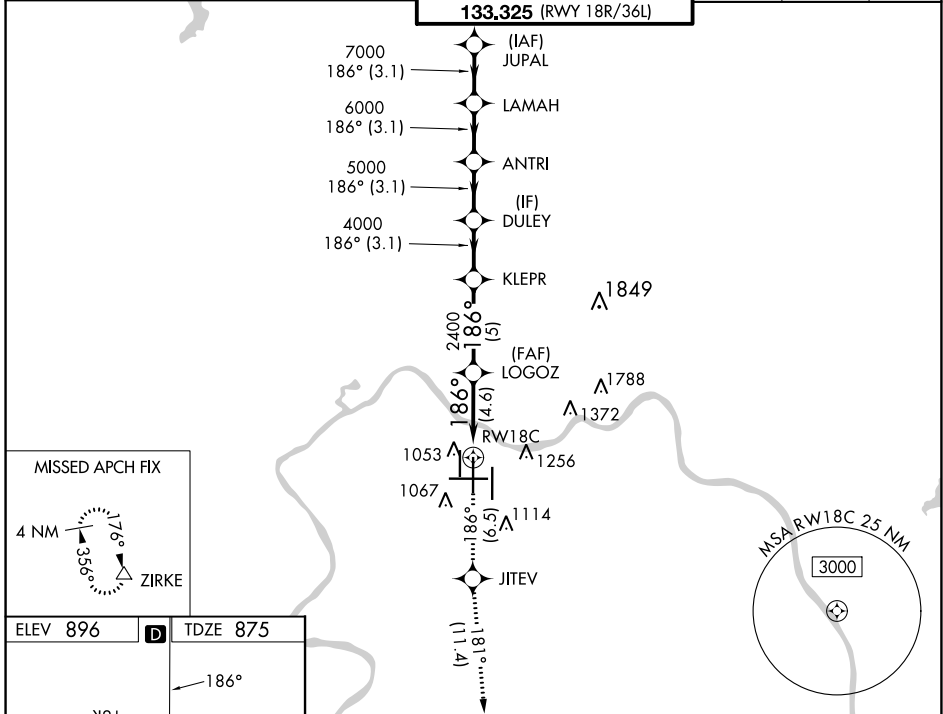 133.325 (RWY 18R/36L)
(IAF)
JUPAL
7000
186° (3.1)
LAMAH
6000
186° (3.1)
ANTRI
5000
186° (3.1)
(IF)
DULEY
4000
186° (3.1)
KLEPR
1849
2400
186°
(5)
(FAF)
LOGOZ
1788
1372
186°
(4.6)
RW18C
1053
1256
1067
1114
186°
(6.5)
JITEV
181°
(11.4)
MISSED APCH FIX
4 NM
176°
356°
ZIRKE
MSA RW18C 25 NM
3000
ELEV 896
D
TDZE 875
186°